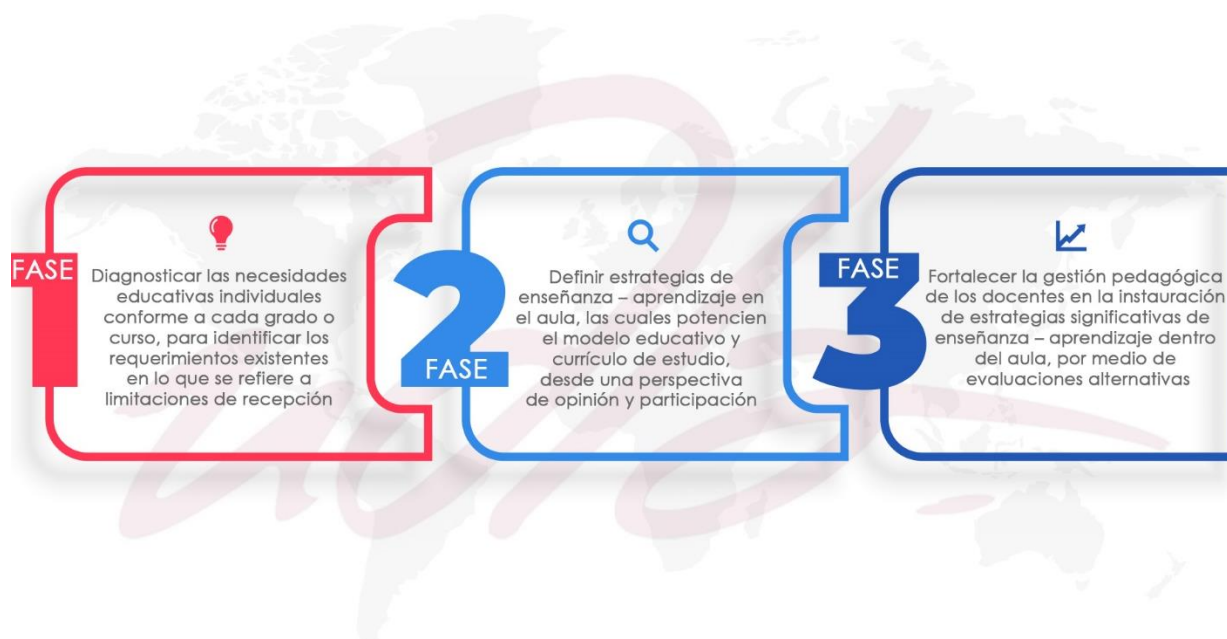 FASE
1
Diagnosticar las necesidades
educativas individuales
conforme a cada grado o
curso, para identificar los
requerimientos existentes
en lo que se refiere a
limitaciones de recepción
2
FASE
Definir estrategias de
enseñanza – aprendizaje en
el aula, las cuales potencien
el modelo educativo y
currículo de estudio,
desde una perspectiva
de opinión y participación
FASE
3
Fortalecer la gestión pedagógica
de los docentes en la instauración
de estrategias significativas de
enseñanza – aprendizaje dentro
del aula, por medio de
evaluaciones alternativas